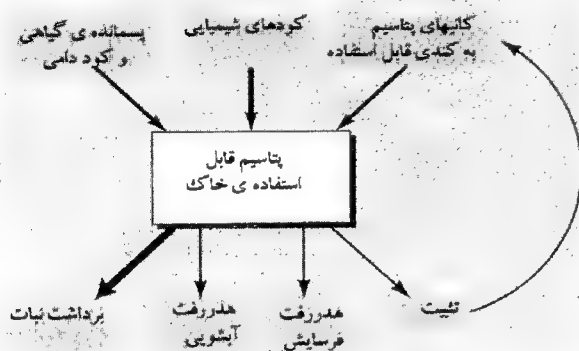 کانیهای پتاسیم
به کندی قابل استفاده
کودهای شیمیایی
پسمانده ی گیاهی
و کود دامی
پتاسیم قابل
استفاده ی خاک
تثبیت
هدررفت
فرسایش
هدررفت
آبشویی
برداشت نبات